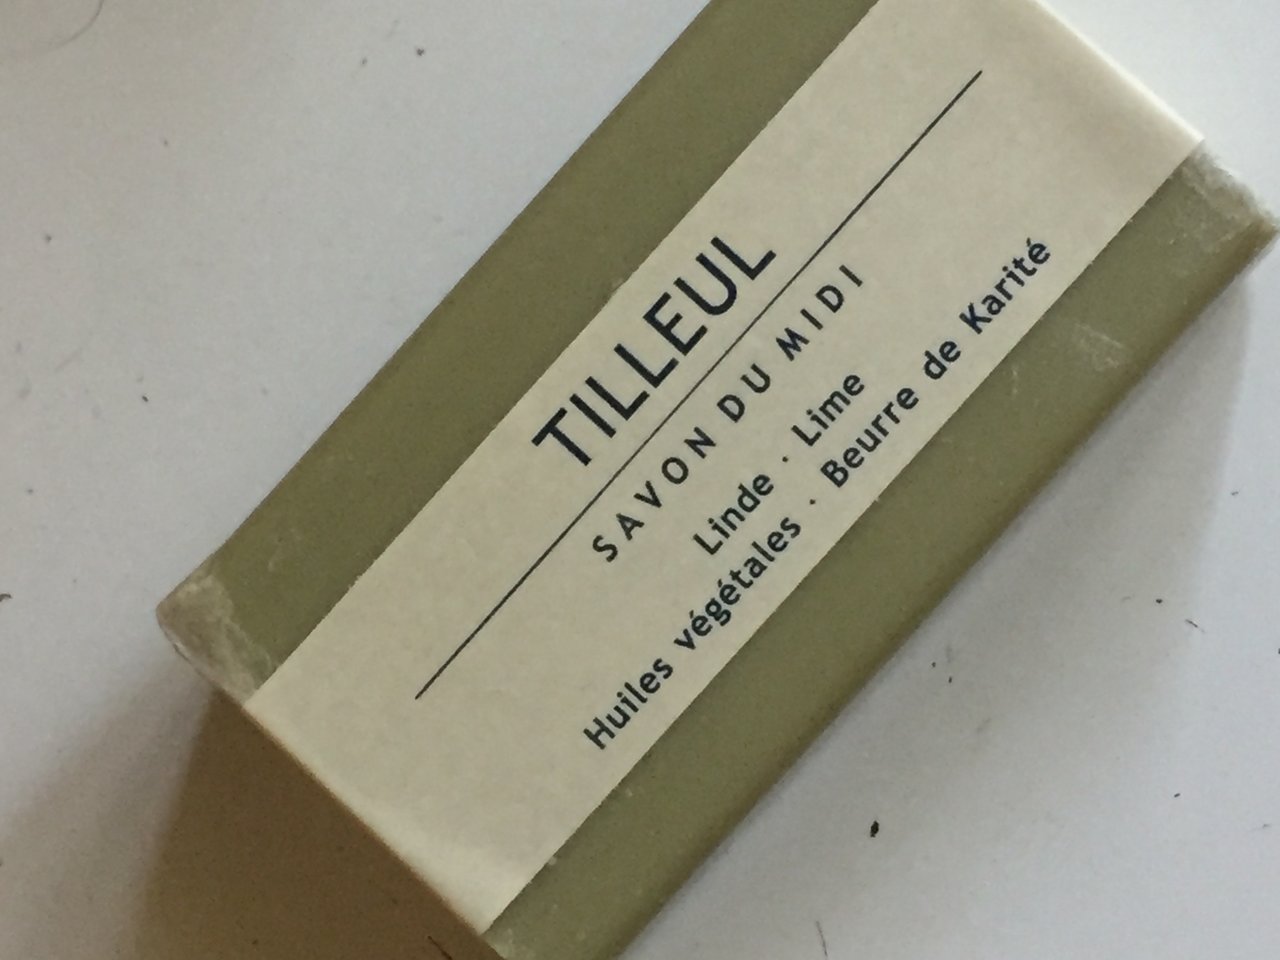 TILLEUL
SAVON DU MIDI
Linde · Lime
Huiles végétales · Beurre de Karité